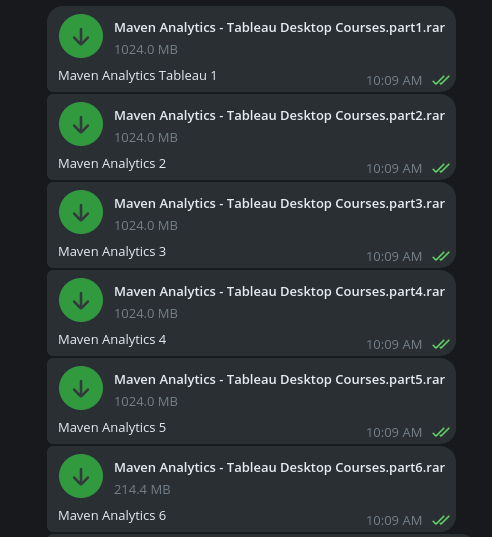 Maven Analytics - Tableau Desktop Courses.part1.rar
1024.0 MB
Maven Analytics Tableau 1
10:09 AM
Maven Analytics - Tableau Desktop Courses.part2.rar
1024.0 MB
Maven Analytics 2
10:09 AM
Maven Analytics - Tableau Desktop Courses.part3.rar
1024.0 MB
Maven Analytics 3
10:09 AM
Maven Analytics - Tableau Desktop Courses.part4.rar
1024.0 MB
Maven Analytics 4
10:09 AM
Maven Analytics - Tableau Desktop Courses.part5.rar
1024.0 MB
Maven Analytics 5
10:09 AM
Maven Analytics - Tableau Desktop Courses.part6.rar
214.4 MB
Maven Analytics 6
10:09 AM